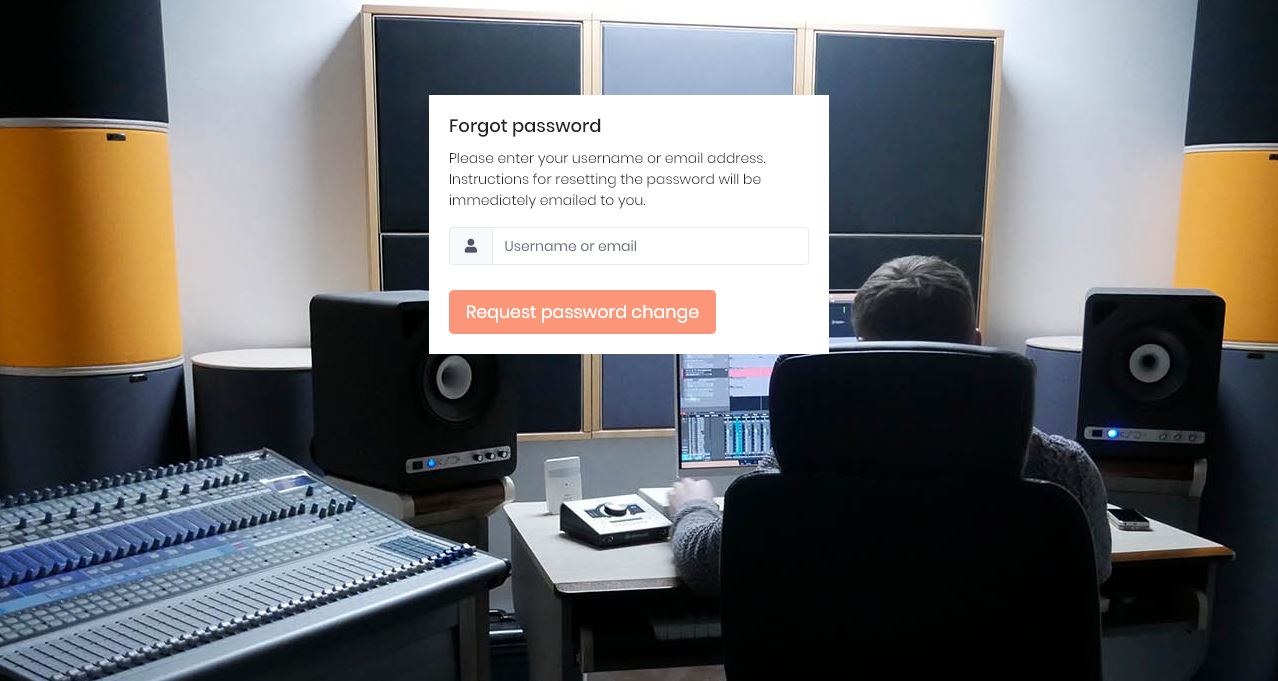 Forgot password
Please enter your username or email address.
Instructions for resetting the password will be
immediately emailed to you.
Username or email
Request password change